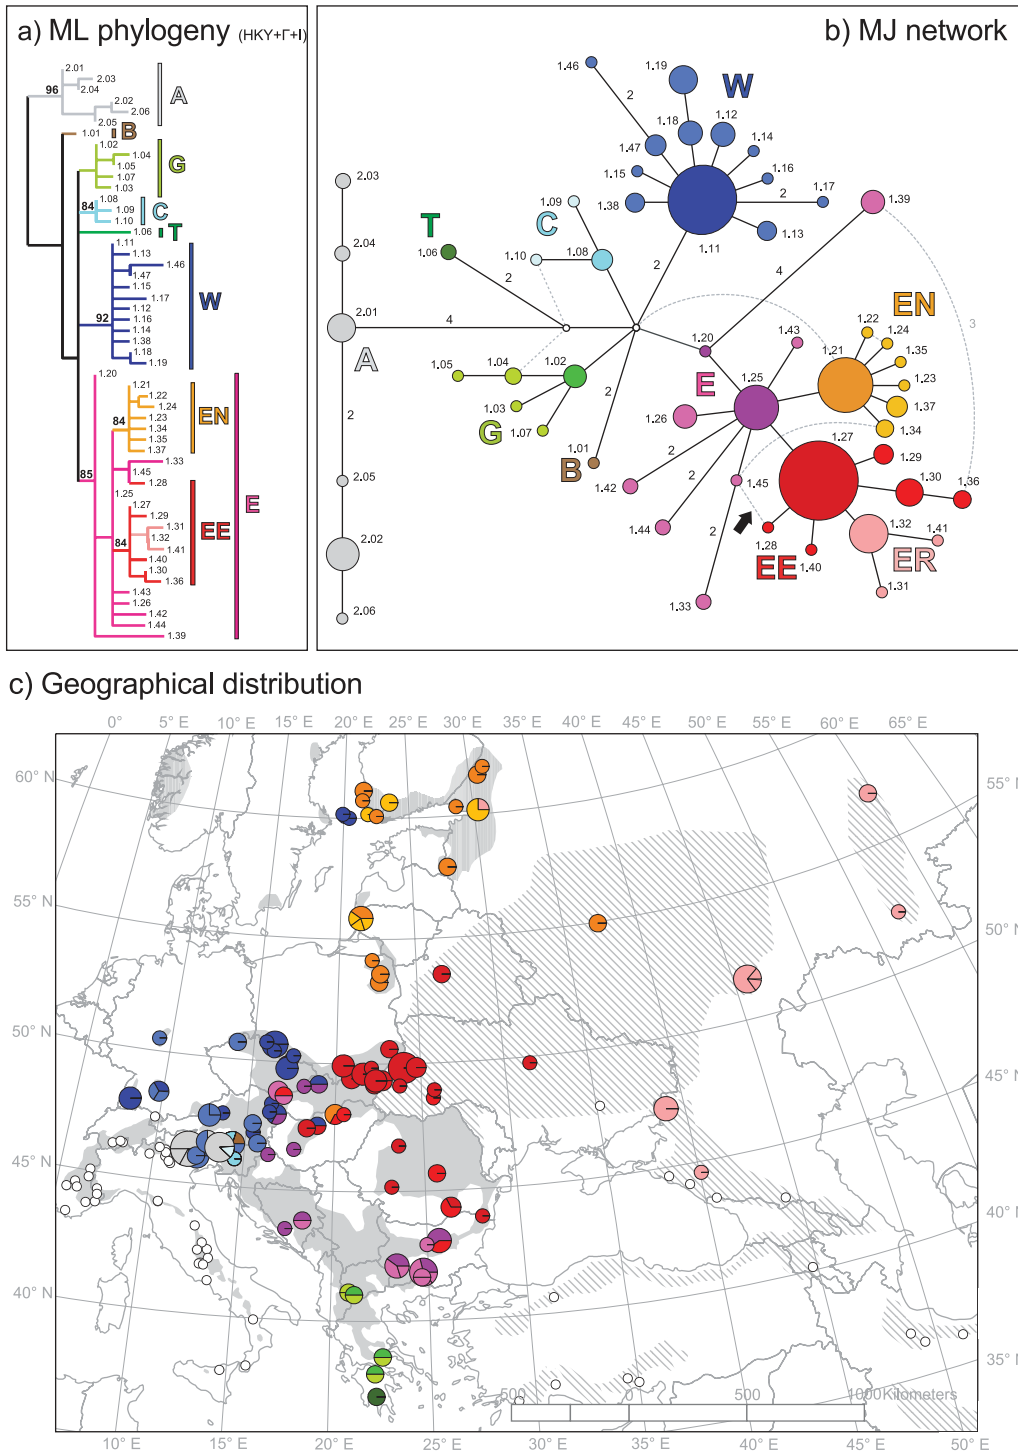 a) ML phylogeny (HKY+Γ+I)
2.01
2.03
2.04
2.02
2.06
2.05
96
A
1.01
B
1.02
1.04
1.05
1.07
1.03
G
1.08
84
1.09
1.10
C
1.06
T
1.11
1.13
1.46
1.47
1.15
1.17
1.12
92
1.16
1.14
1.38
1.18
1.19
W
1.20
1.21
1.22
1.24
1.23
84
1.34
1.35
1.37
EN
1.33
85
1.45
1.28
1.25
1.27
1.29
1.31
1.32
84
1.41
1.40
1.30
1.36
EE
E
1.43
1.26
1.42
1.44
1.39
b) MJ network
1.46
1.19
W
2
1.18
1.12
1.47
1.14
1.15
1.16
2
1.17
1.38
1.13
1.11
2.03
1.09
1.39
T
C
2.04
1.06
1.10
1.08
2
2
4
2.01
4
A
EN
3
1.22
1.24
1.20
1.43
1.21
1.35
1.05
1.04
1.02
E
1.25
1.23
1.37
1.03
1.26
1.34
2
G
1.07
1.27
1.01
2
1.29
B
2.05
1.42
2
1.45
1.30
1.36
2.02
1.44
2
1.28
1.32
1.41
EE
1.40
ER
1.31
2.06
1.33
c) Geographical distribution
0° E
5° E
10° E
15° E
20° E
25° E
30° E
35° E
40° E
45° E
50° E
55° E
60° E
65° E
60° N
55° N
50° N
45° N
40° N
55° N
50° N
45° N
40° N
35° N
500
0
500
1000 Kilometers
10° E
15° E
20° E
25° E
30° E
35° E
40° E
45° E
50° E